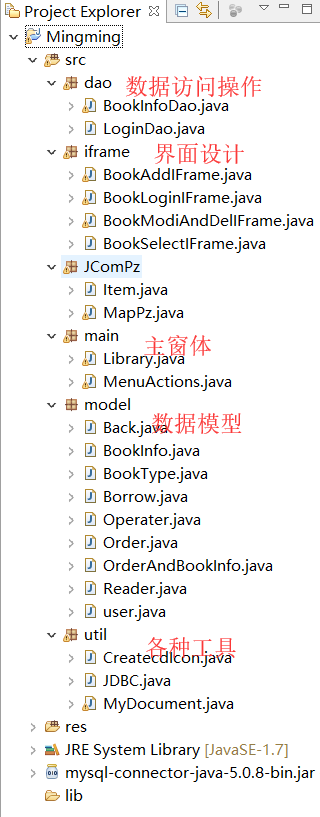 Project Explorer
Mingming
src
dao 数据访问操作
BookInfoDao.java
LoginDao.java
iframe 界面设计
BookAddIFrame.java
BookLoginIFrame.java
BookModiAndDelIFrame.java
BookSelectIFrame.java
JComPz
Item.java
MapPz.java
main 主窗体
Library.java
MenuActions.java
model
数据模型
Back.java
BookInfo.java
BookType.java
Borrow.java
Operater.java
Order.java
OrderAndBookInfo.java
Reader.java
user.java
util 各种工具
CreatecdIcon.java
JDBC.java
MyDocument.java
res
JRE System Library [JavaSE-1.7]
mysql-connector-java-5.0.8-bin.jar
lib